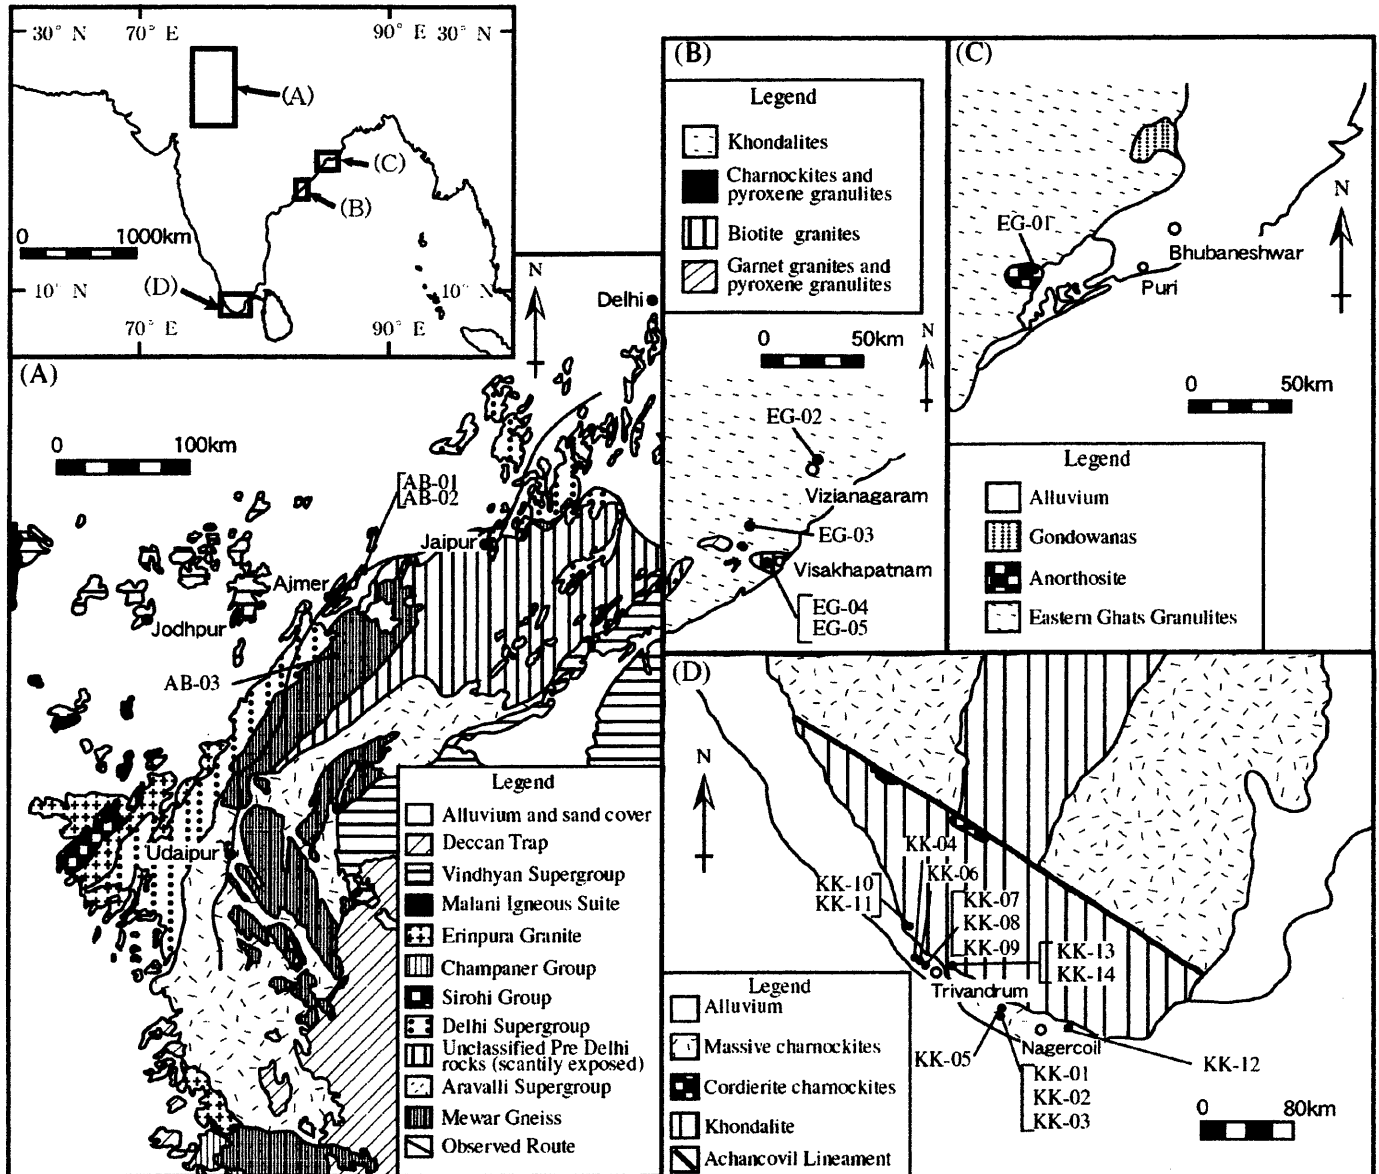 30° N
70° E
90° E
30° N
(A)
(C)
(B)
0 1000km
10° N
(D)
10° N
70° E
90° E
(A)
N
Delhi
0 100km
AB-01
AB-02
Jaipur
Ajmer
Jodhpur
AB-03
Udaipur
Legend
Alluvium and sand cover
Deccan Trap
Vindhyan Supergroup
Malani Igneous Suite
Erinpura Granite
Champaner Group
Sirohi Group
Delhi Supergroup
Unclassified Pre Delhi
rocks (scantily exposed)
Aravalli Supergroup
Mewar Gneiss
Observed Route
(B)
Legend
Khondalites
Charnockites and
pyroxene granulites
Biotite granites
Garnet granites and
pyroxene granulites
0 50km
N
EG-02
Vizianagaram
EG-03
Visakhapatnam
EG-04
EG-05
(C)
N
EG-01
Bhubaneshwar
Puri
0 50km
Legend
Alluvium
Gondowanas
Anorthosite
Eastern Ghats Granulites
(D)
N
KK-04
KK-06
KK-10
KK-11
KK-07
KK-08
KK-09
KK-13
KK-14
Trivandrum
Nagercoil
KK-05
KK-12
KK-01
KK-02
KK-03
0 80km
Legend
Alluvium
Massive charnockites
Cordierite charnockites
Khondalite
Achancovil Lineament